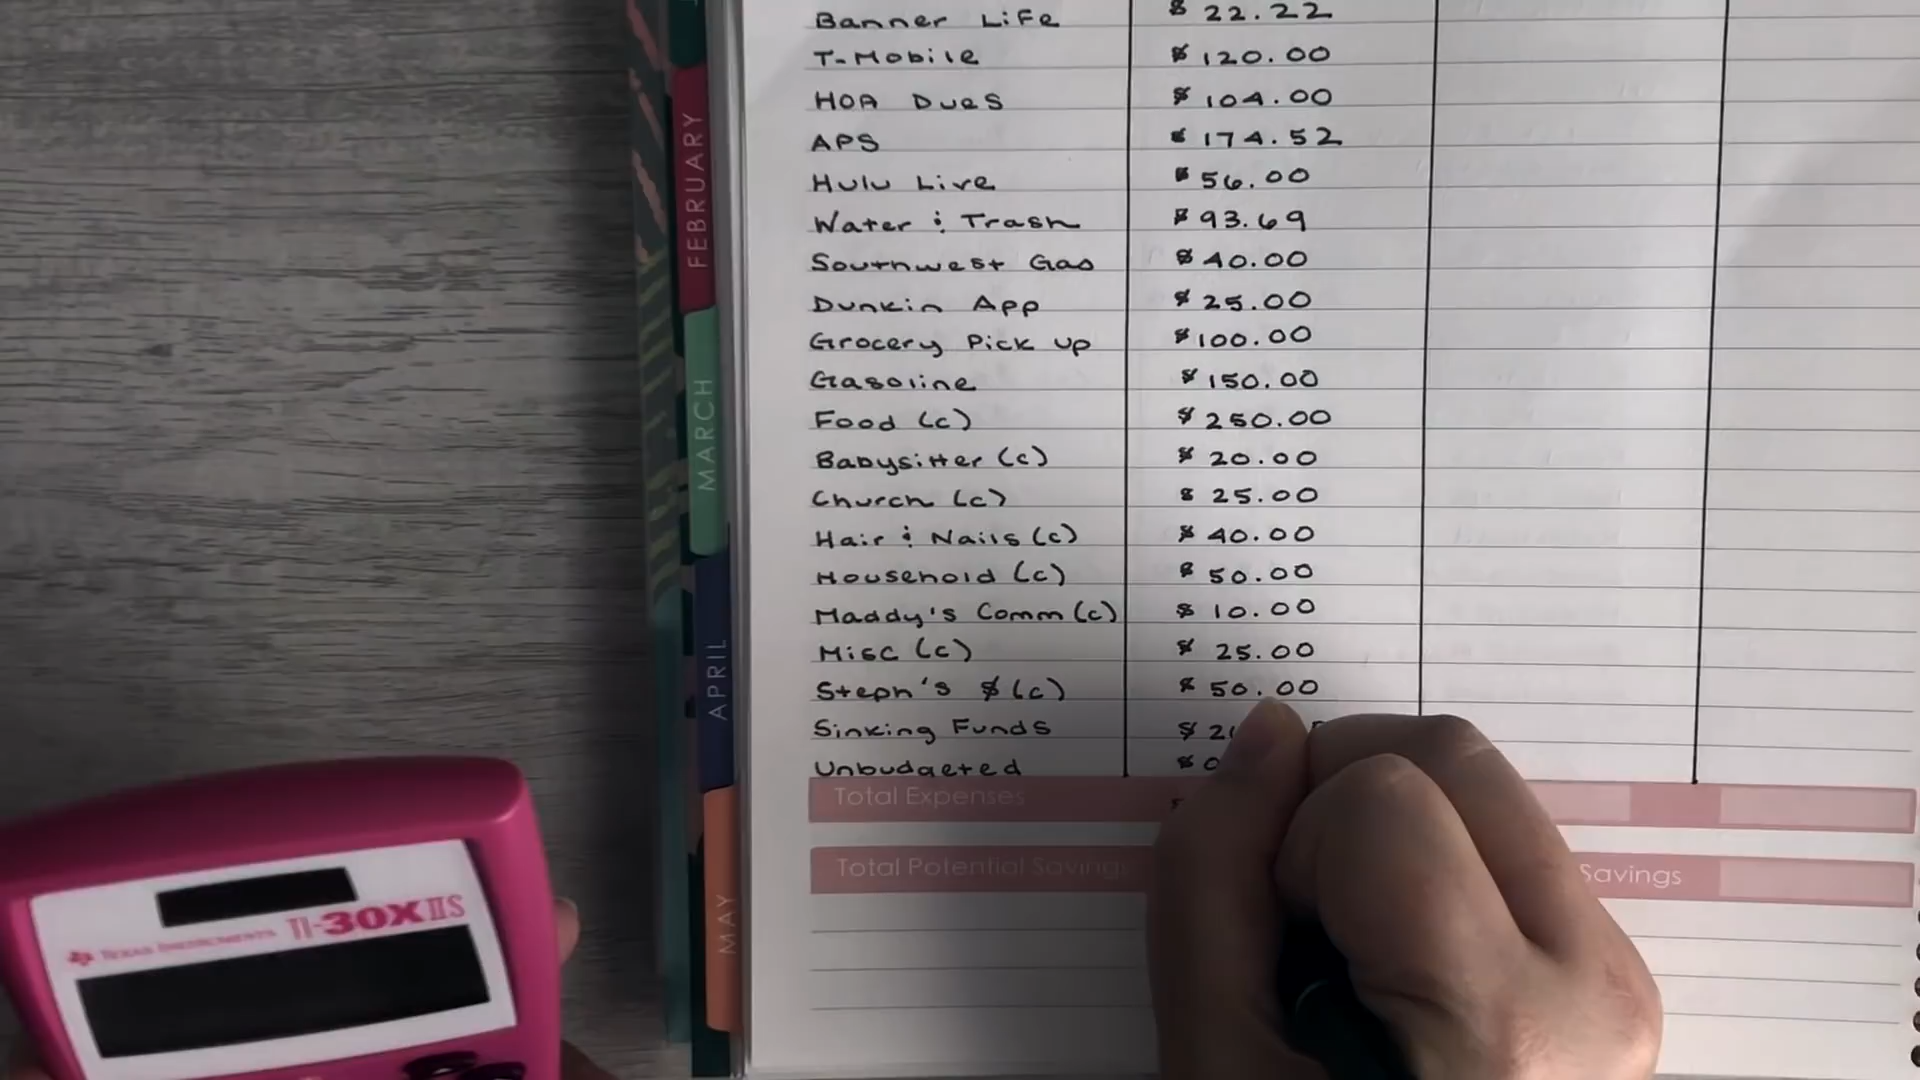 Banner Life $ 22.22
T-Mobile $ 120.00
HOA Dues $ 104.00
APS $ 174.52
Hulu Live $ 56.00
Water & Trash $ 93.69
Southwest Gas $ 40.00
Dunkin App $ 25.00
Grocery Pick up $ 100.00
Gasoline $ 150.00
Food (c) $ 250.00
Babysitter (c) $ 20.00
Church (c) $ 25.00
Hair & Nails (c) $ 40.00
Household (c) $ 50.00
Maddy's Comm (c) $ 10.00
Misc (c) $ 25.00
Steph's $ (c) $ 50.00
Sinking Funds $
Unbudgeted $
Total Expenses
Total Potential Savings
Savings
FEBRUARY
MARCH
APRIL
MAY
TEXAS INSTRUMENTS TI-30X IIS